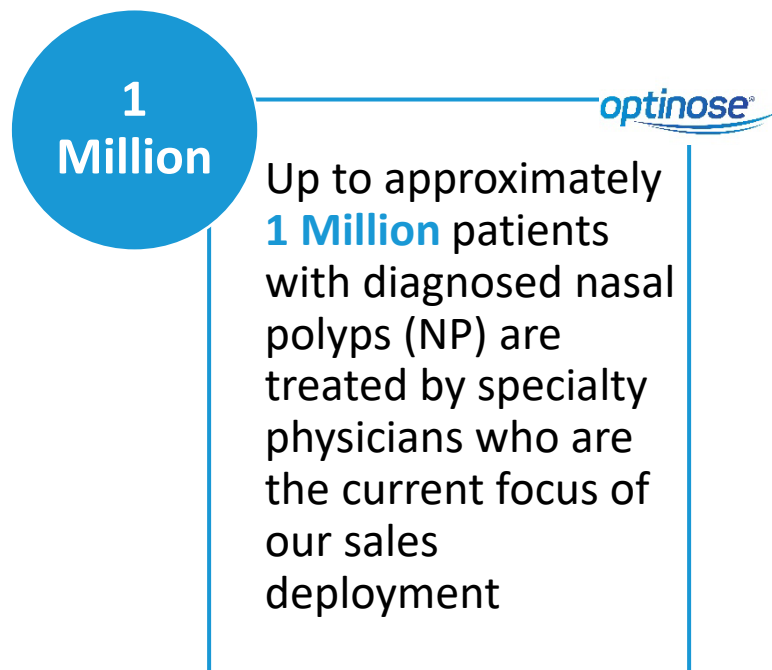 1
Million
optinose®
Up to approximately
1 Million patients
with diagnosed nasal
polyps (NP) are
treated by specialty
physicians who are
the current focus of
our sales
deployment